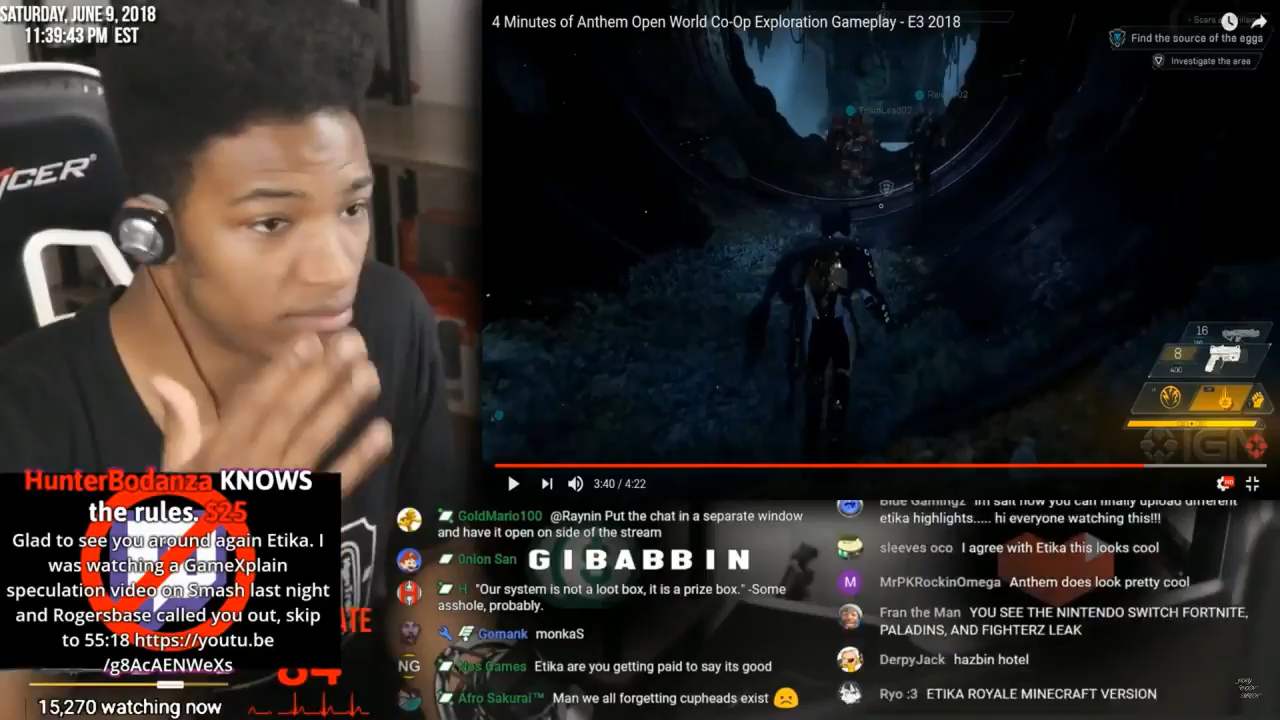 SATURDAY, JUNE 9, 2018
11:39:43 PM EST
4 Minutes of Anthem Open World Co-Op Exploration Gameplay - E3 2018
Find the source of the eggs
Investigate the area
TeamLead02
16
8
400
IGN
3:40 / 4:22
HD
HunterBodanza KNOWS
the rules. $25
Glad to see you around again Etika. I
was watching a GameXplain
speculation video on Smash last night
and Rogersbase called you out, skip
to 55:18 https://youtu.be
/g8AcAENWeXs
15,270 watching now
GoldMario100 @Raynin Put the chat in a separate window
and have it open on side of the stream
Onion San
GIBABBIN
H "Our system is not a loot box, it is a prize box." -Some
asshole, probably.
Gomank monkaS
NG
Nos Games Etika are you getting paid to say its good
Afro Sakurai™ Man we all forgetting cupheads exist
Blue Gamingz im salt now you can finally upload different
etika highlights..... hi everyone watching this!!!
sleeves oco I agree with Etika this looks cool
M
MrPKRockinOmega Anthem does look pretty cool
Fran the Man YOU SEE THE NINTENDO SWITCH FORTNITE,
PALADINS, AND FIGHTERZ LEAK
DerpyJack hazbin hotel
Ryo :3 ETIKA ROYALE MINECRAFT VERSION